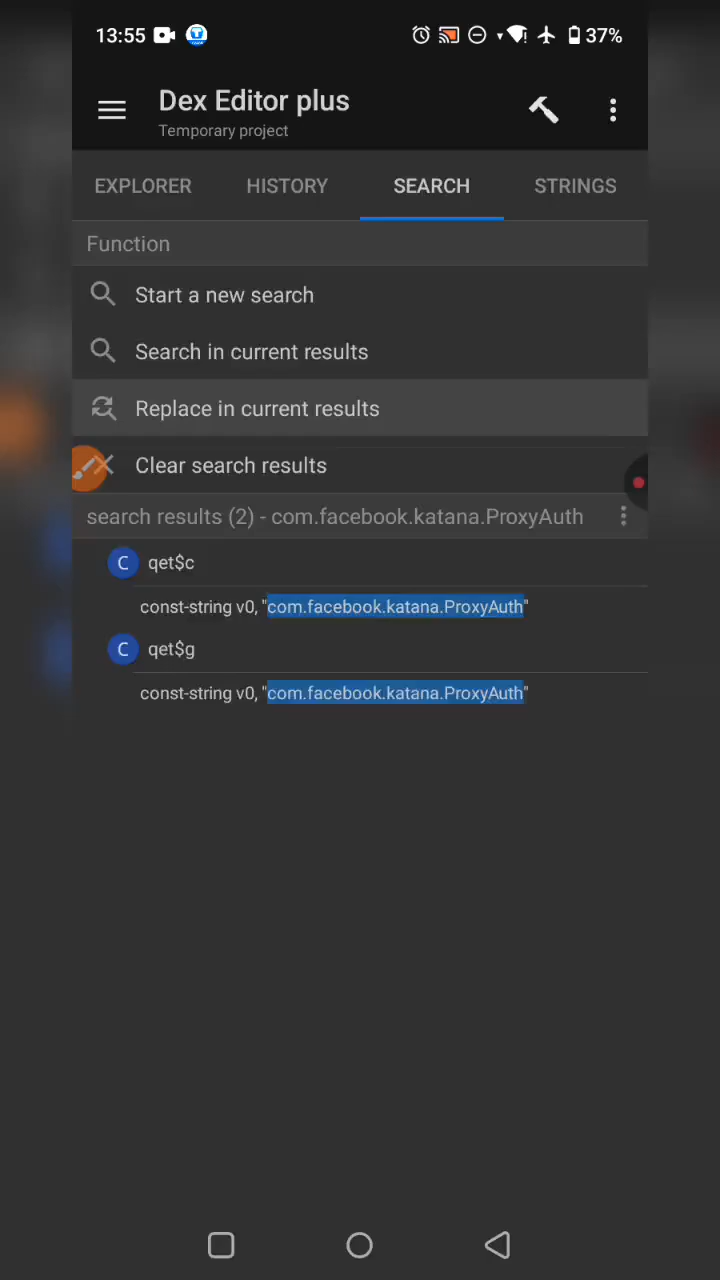 13:55 37%
Dex Editor plus
Temporary project
EXPLORER HISTORY SEARCH STRINGS
Function
Start a new search
Search in current results
Replace in current results
Clear search results
search results (2) - com.facebook.katana.ProxyAuth
C qet$c
const-string v0, "com.facebook.katana.ProxyAuth"
C qet$g
const-string v0, "com.facebook.katana.ProxyAuth"